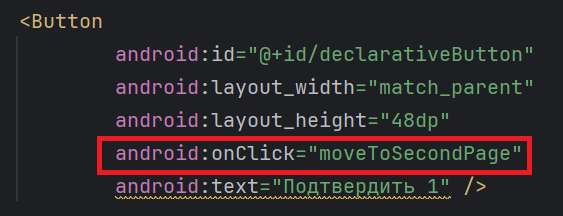 <Button
android:id="@+id/declarativeButton"
android:layout_width="match_parent"
android:layout_height="48dp"
android:onClick="moveToSecondPage"
android:text="Подтвердить 1" />